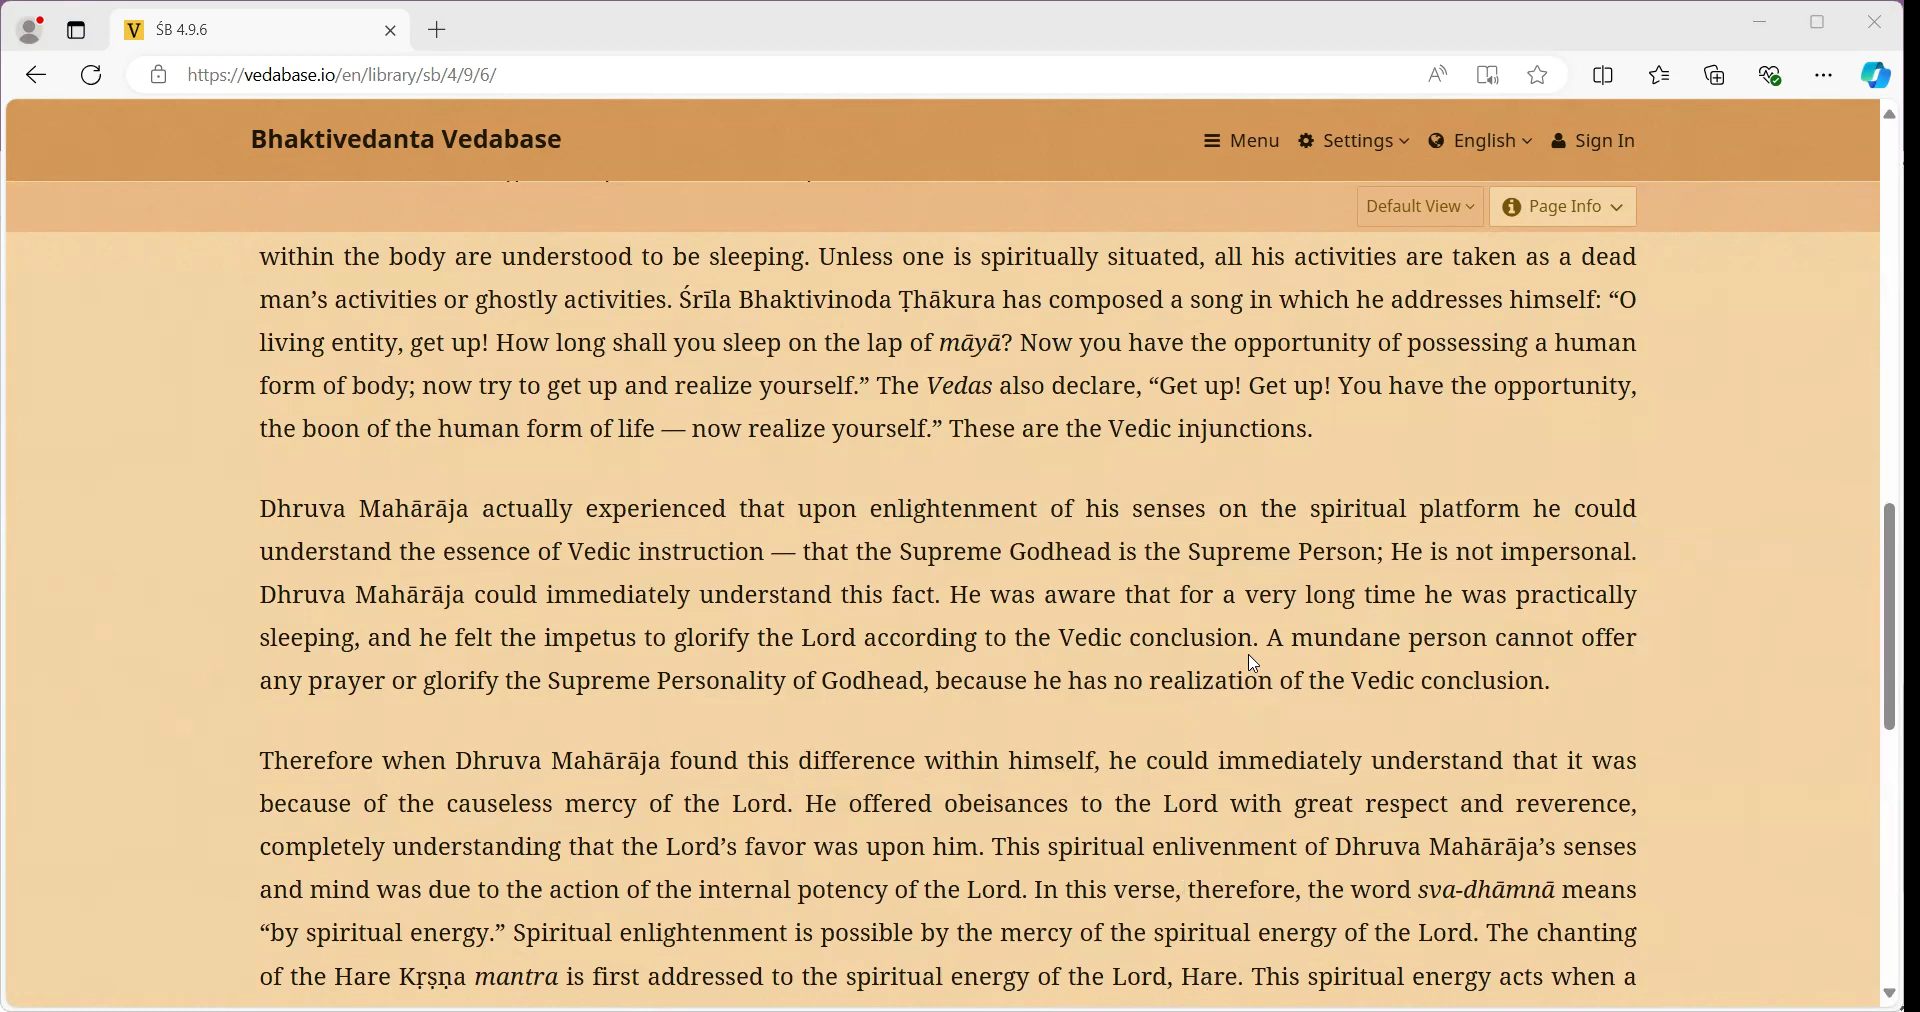 V ŚB 4.9.6
https://vedabase.io/en/library/sb/4/9/6/
Bhaktivedanta Vedabase
Menu Settings English Sign In
Default View Page Info
within the body are understood to be sleeping. Unless one is spiritually situated, all his activities are taken as a dead
man’s activities or ghostly activities. Śrīla Bhaktivinoda Ṭhākura has composed a song in which he addresses himself: “O
living entity, get up! How long shall you sleep on the lap of māyā? Now you have the opportunity of possessing a human
form of body; now try to get up and realize yourself.” The Vedas also declare, “Get up! Get up! You have the opportunity,
the boon of the human form of life — now realize yourself.” These are the Vedic injunctions.
Dhruva Mahārāja actually experienced that upon enlightenment of his senses on the spiritual platform he could
understand the essence of Vedic instruction — that the Supreme Godhead is the Supreme Person; He is not impersonal.
Dhruva Mahārāja could immediately understand this fact. He was aware that for a very long time he was practically
sleeping, and he felt the impetus to glorify the Lord according to the Vedic conclusion. A mundane person cannot offer
any prayer or glorify the Supreme Personality of Godhead, because he has no realization of the Vedic conclusion.
Therefore when Dhruva Mahārāja found this difference within himself, he could immediately understand that it was
because of the causeless mercy of the Lord. He offered obeisances to the Lord with great respect and reverence,
completely understanding that the Lord’s favor was upon him. This spiritual enlivenment of Dhruva Mahārāja’s senses
and mind was due to the action of the internal potency of the Lord. In this verse, therefore, the word sva-dhāmnā means
“by spiritual energy.” Spiritual enlightenment is possible by the mercy of the spiritual energy of the Lord. The chanting
of the Hare Kṛṣṇa mantra is first addressed to the spiritual energy of the Lord, Hare. This spiritual energy acts when a